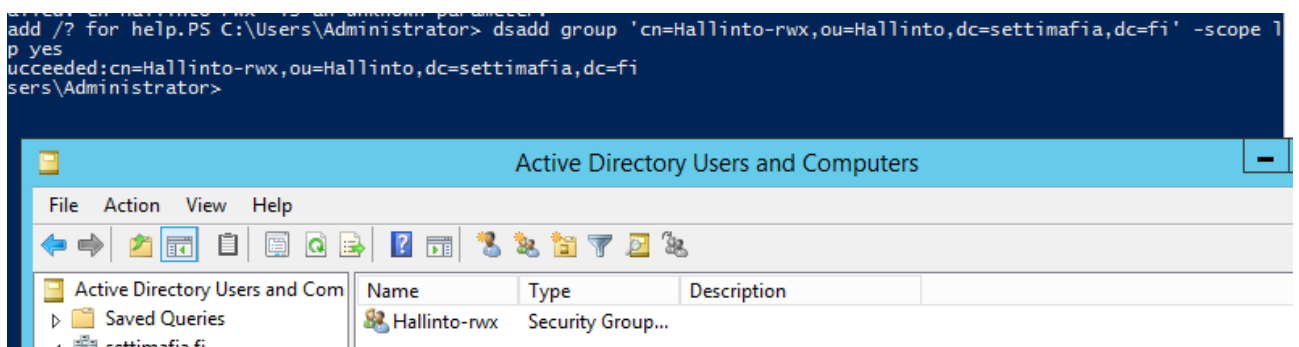 add /? for help.PS C:\Users\Administrator> dsadd group 'cn=Hallinto-rwx,ou=Hallinto,dc=settimafia,dc=fi' -scope l
p yes
ucceeded:cn=Hallinto-rwx,ou=Hallinto,dc=settimafia,dc=fi
sers\Administrator>
Active Directory Users and Computers
File Action View Help
Active Directory Users and Com
Name Type Description
Saved Queries
Hallinto-rwx Security Group...
settimafia.fi